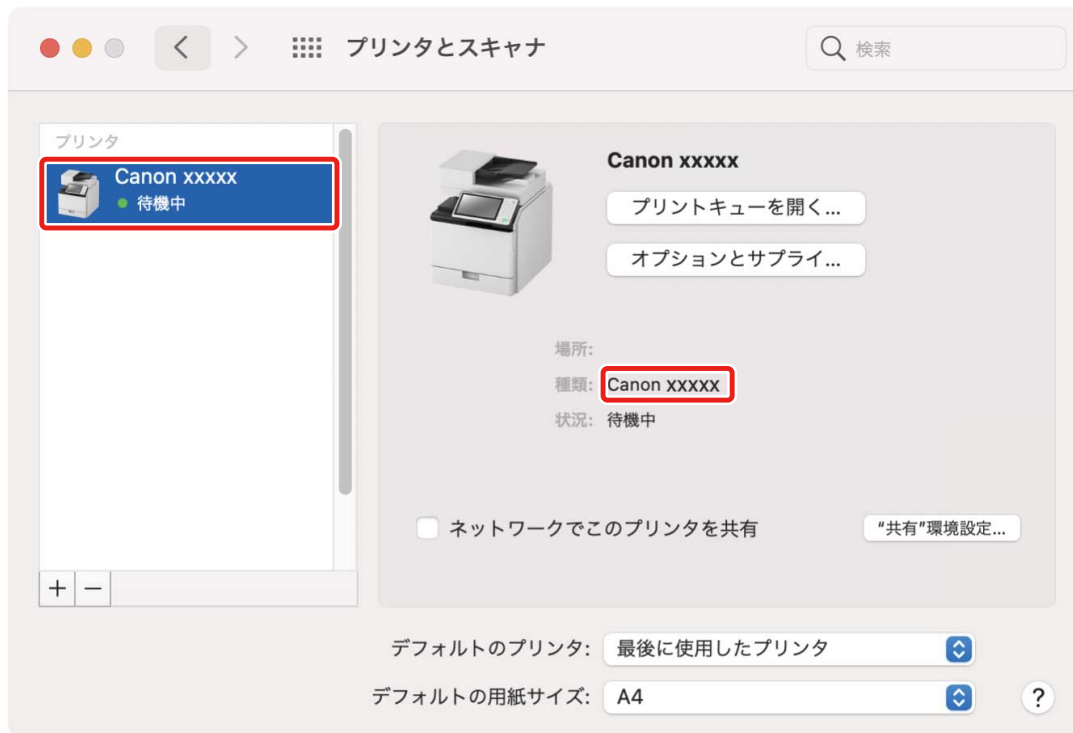 プリンタとスキャナ
検索
プリンタ
Canon xxxxx
待機中
Canon xxxxx
プリントキューを開く...
オプションとサプライ...
場所:
種類: Canon xxxxx
状況: 待機中
ネットワークでこのプリンタを共有
“共有”環境設定...
+ −
デフォルトのプリンタ: 最後に使用したプリンタ
デフォルトの用紙サイズ: A4
?